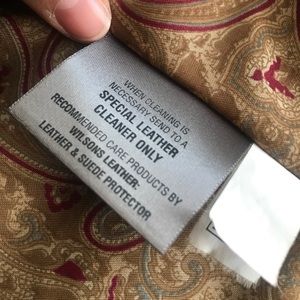 WHEN CLEANING IS
NECESSARY SEND TO A
SPECIAL LEATHER
CLEANER ONLY
RECOMMENDED CARE PRODUCTS BY
WILSONS LEATHER:
LEATHER & SUEDE PROTECTOR